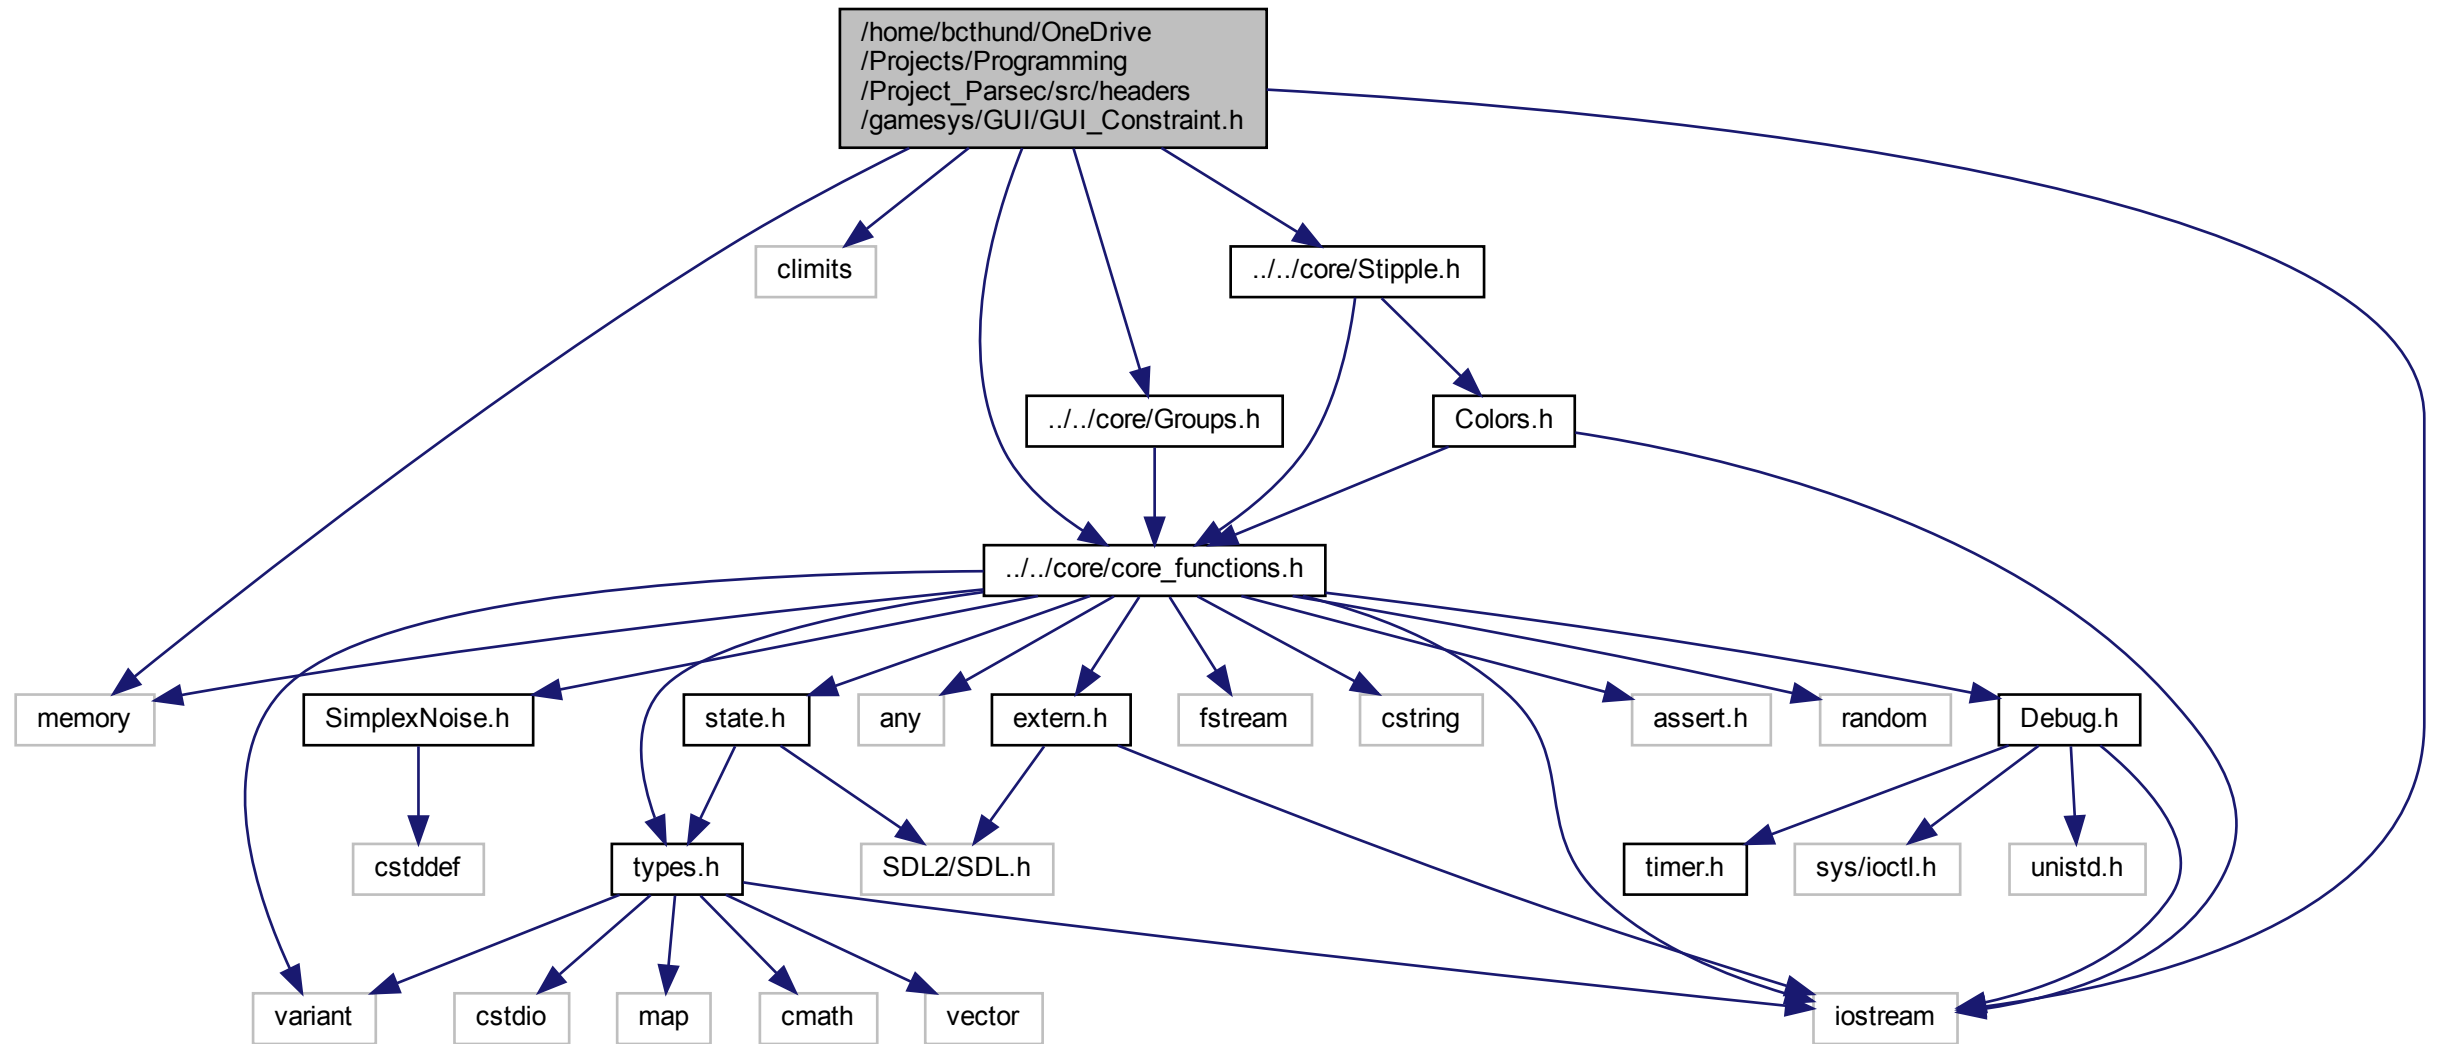 /home/bcthund/OneDrive
/Projects/Programming
/Project_Parsec/src/headers
/gamesys/GUI/GUI_Constraint.h
climits
../../core/Stipple.h
../../core/Groups.h
Colors.h
../../core/core_functions.h
memory
SimplexNoise.h
state.h
any
extern.h
fstream
cstring
assert.h
random
Debug.h
cstddef
types.h
SDL2/SDL.h
timer.h
sys/ioctl.h
unistd.h
variant
cstdio
map
cmath
vector
iostream